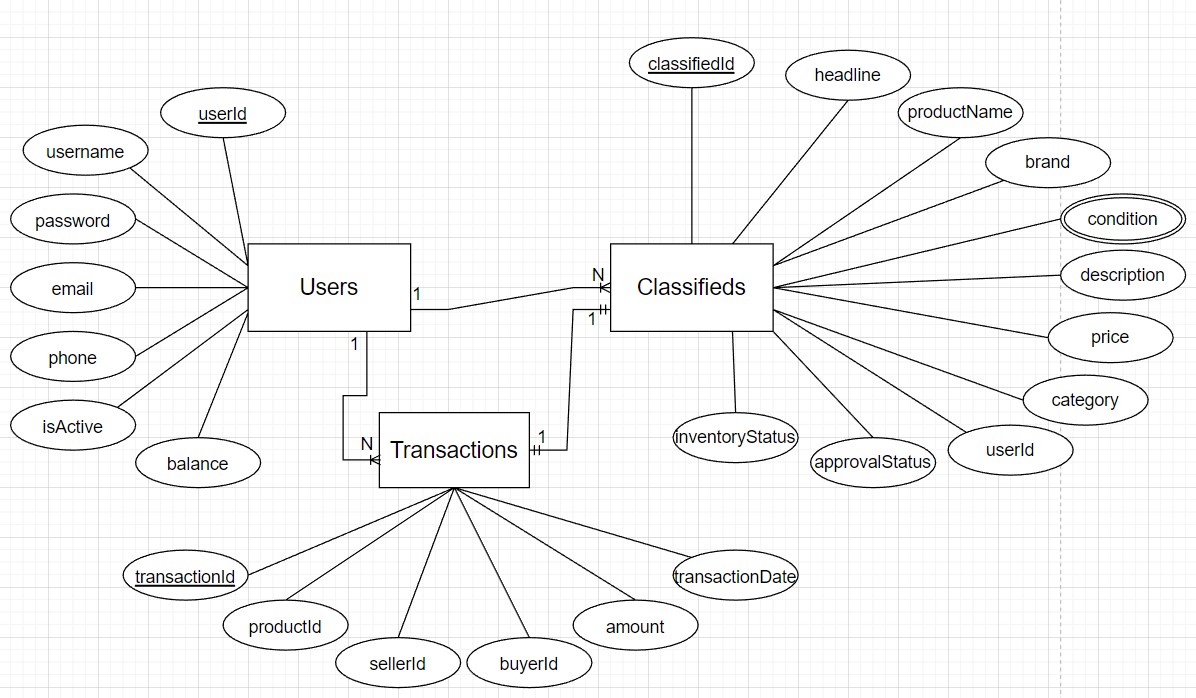 classifiedId
headline
userId
productName
username
brand
password
condition
Users
1
N
Classifieds
description
email
1
price
phone
1
category
isActive
balance
N
Transactions
1
inventoryStatus
approvalStatus
userId
transactionId
transactionDate
productId
amount
sellerId
buyerId